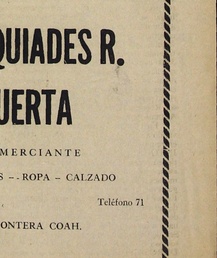 QUIADES R.
UERTA
MERCIANTE
S -- ROPA - CALZADO
Teléfono 71
ONTERA COAH.